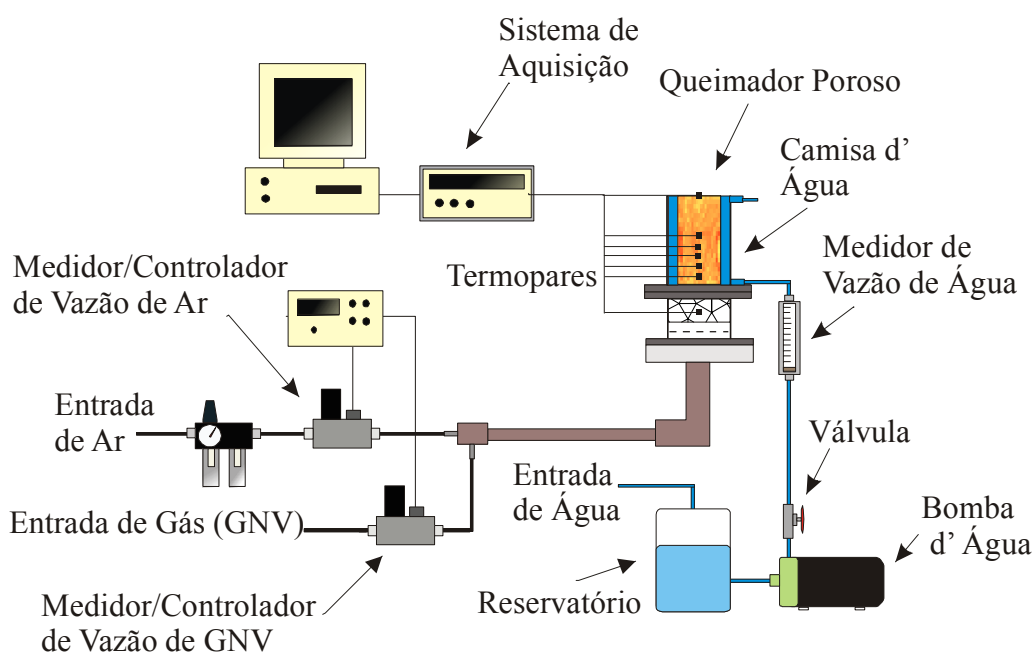 Sistema de
Aquisição
Queimador Poroso
Camisa d’
Água
Medidor/Controlador
de Vazão de Ar
Termopares
Medidor de
Vazão de Água
Entrada
de Ar
Válvula
Entrada
de Água
Entrada de Gás (GNV)
Bomba
d’ Água
Reservatório
Medidor/Controlador
de Vazão de GNV